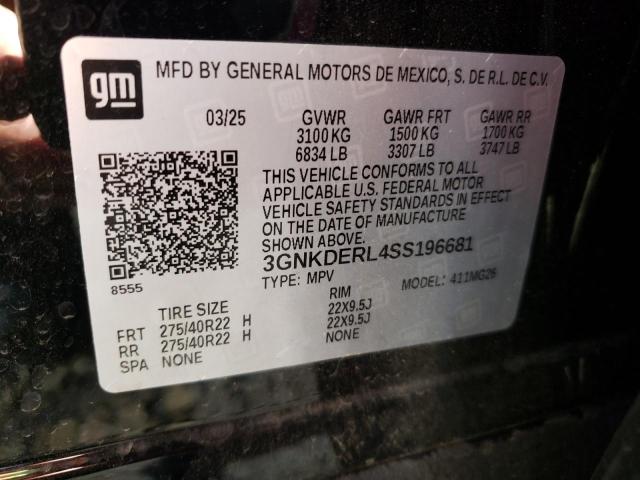 gm
MFD BY GENERAL MOTORS DE MEXICO, S. DE R.L. DE C.V.
03/25 GVWR GAWR FRT GAWR RR
3100 KG 1500 KG 1700 KG
6834 LB 3307 LB 3747 LB
THIS VEHICLE CONFORMS TO ALL
APPLICABLE U.S. FEDERAL MOTOR
VEHICLE SAFETY STANDARDS IN EFFECT
ON THE DATE OF MANUFACTURE
SHOWN ABOVE.
3GNKDERL4SS196681
TYPE: MPV MODEL: 411MG26
8555
TIRE SIZE RIM
FRT 275/40R22 H 22X9.5J
RR 275/40R22 H 22X9.5J
SPA NONE NONE